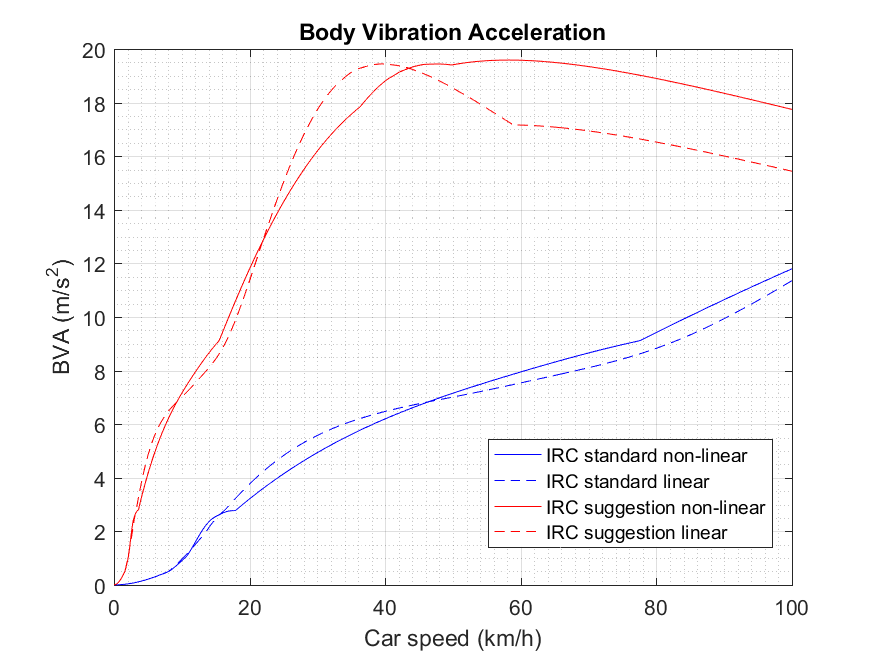 Body Vibration Acceleration
20
18
16
14
12
10
8
6
4
2
0
BVA (m/s²)
IRC standard non-linear
IRC standard linear
IRC suggestion non-linear
IRC suggestion linear
0 20 40 60 80 100
Car speed (km/h)